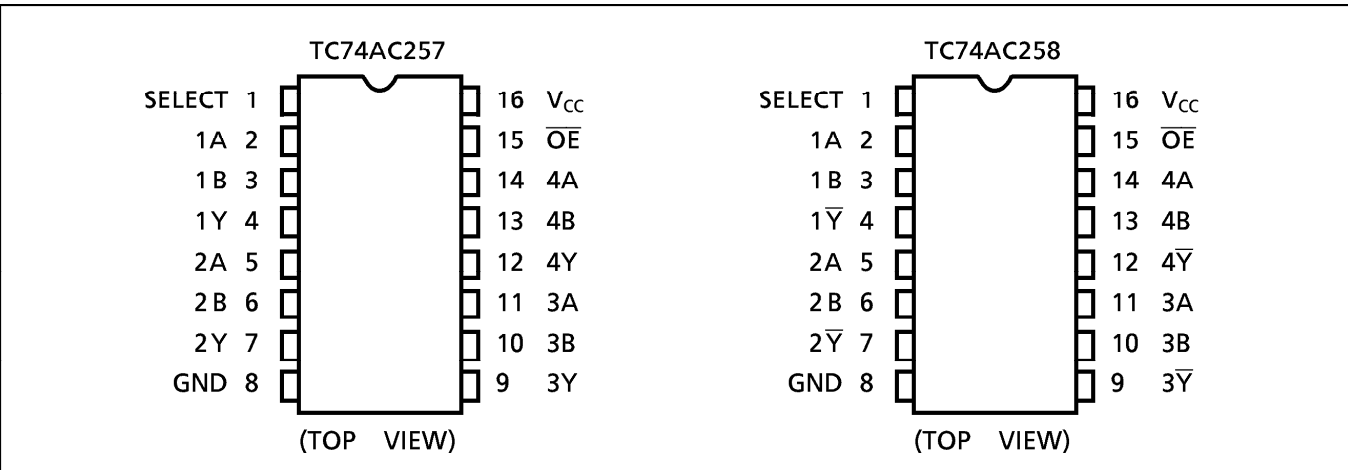 TC74AC257
SELECT 1 16 VCC
1A 2 15 O̅E̅
1B 3 14 4A
1Y 4 13 4B
2A 5 12 4Y
2B 6 11 3A
2Y 7 10 3B
GND 8 9 3Y
(TOP VIEW)
TC74AC258
SELECT 1 16 VCC
1A 2 15 O̅E̅
1B 3 14 4A
1Y̅ 4 13 4B
2A 5 12 4Y̅
2B 6 11 3A
2Y̅ 7 10 3B
GND 8 9 3Y̅
(TOP VIEW)